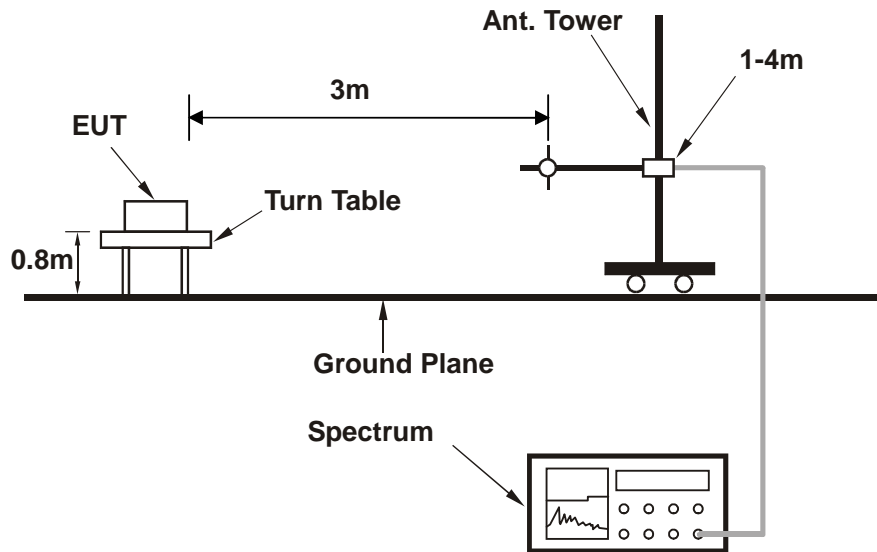 Ant. Tower
1-4m
3m
EUT
Turn Table
0.8m
Ground Plane
Spectrum